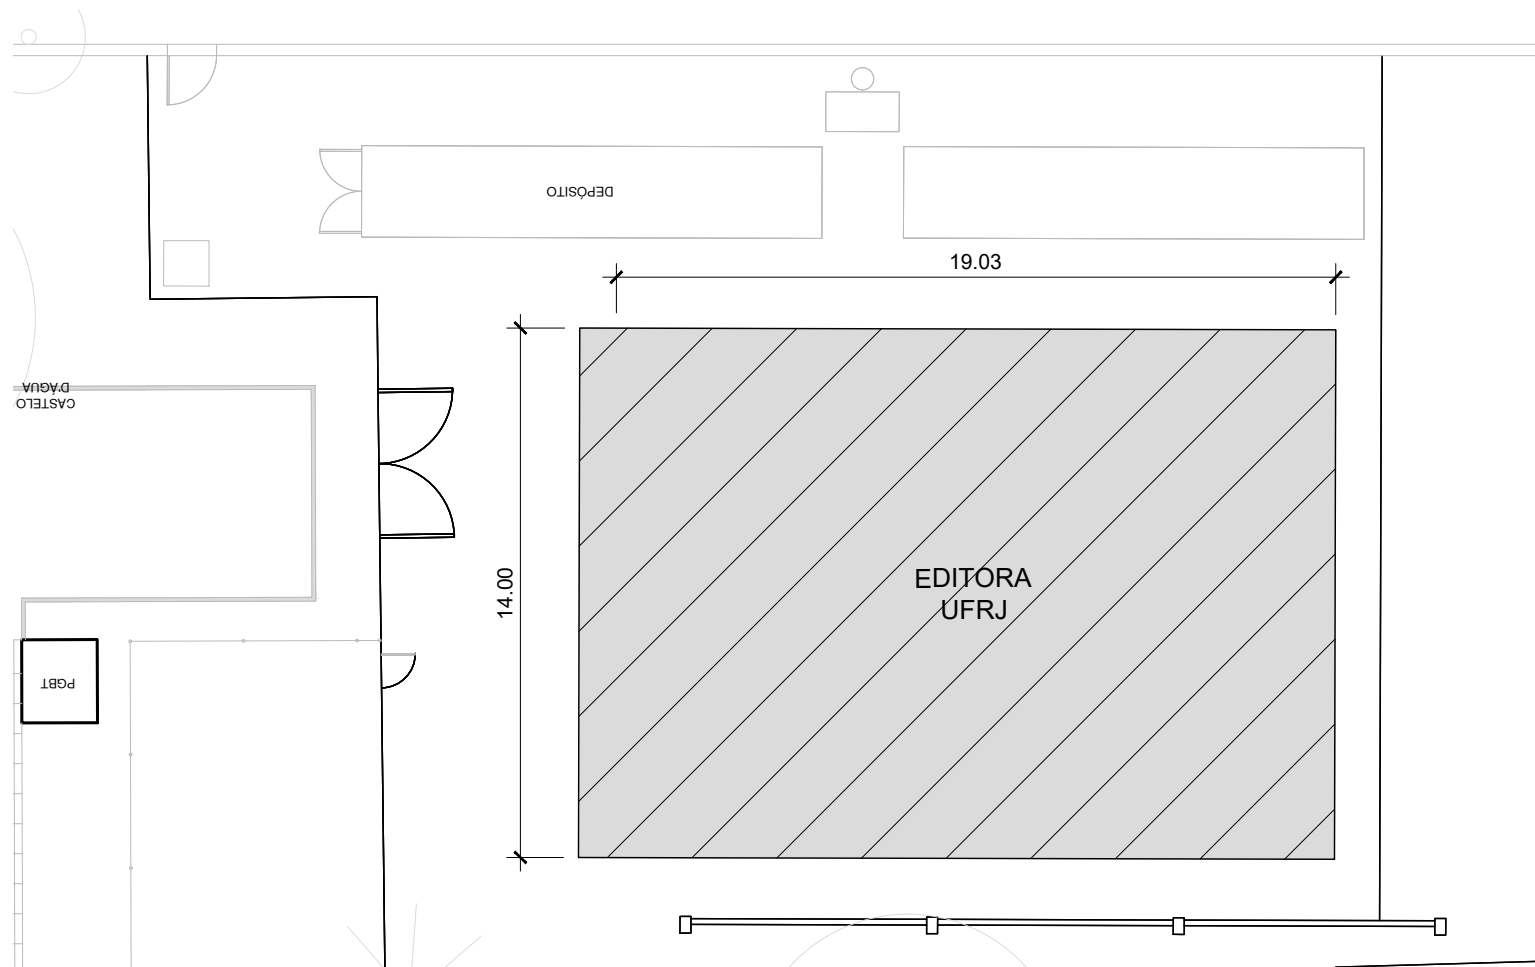 DEPÓSITO
19.03
CASTELO
D'ÁGUA
14.00
EDITORA
UFRJ
PGBT